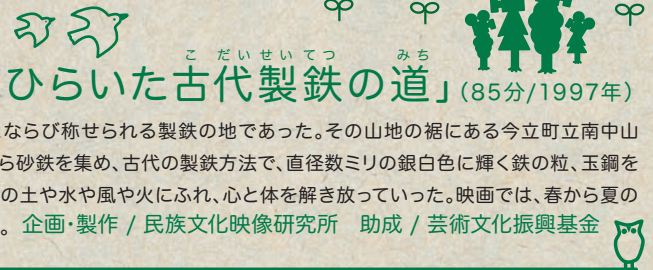 こ だい せい てつ みち
ひらいた古代製鉄の道」(85分/1997年)
ならび称せられる製鉄の地であった。その山地の裾にある今立町立南中山
ら砂鉄を集め、古代の製鉄方法で、直径数ミリの銀白色に輝く鉄の粒、玉鋼を
の土や水や風や火にふれ、心と体を解き放っていった。映画では、春から夏の
。 企画・製作 / 民族文化映像研究所 助成 / 芸術文化振興基金